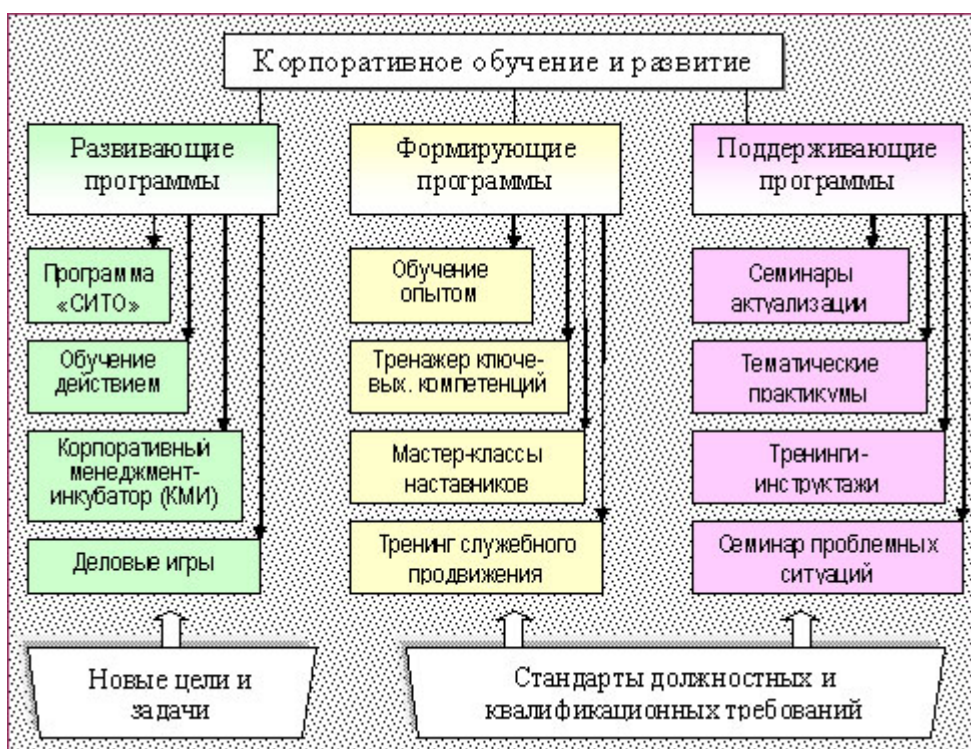 Корпоративное обучение и развитие
Развивающие
программы
Формирующие
программы
Поддерживающие
программы
Программа
«СИТО»
Обучение
действием
Корпоративный
менеджмент-
инкубатор (КМИ)
Деловые игры
Обучение
опытом
Тренажер ключе-
вых. компетенций
Мастер-классы
наставников
Тренинг служебного
продвижения
Семинары
актуализации
Тематические
практикумы
Тренинги-
инструктажи
Семинар проблемных
ситуаций
Новые цели и
задачи
Стандарты должностных и
квалификационных требований